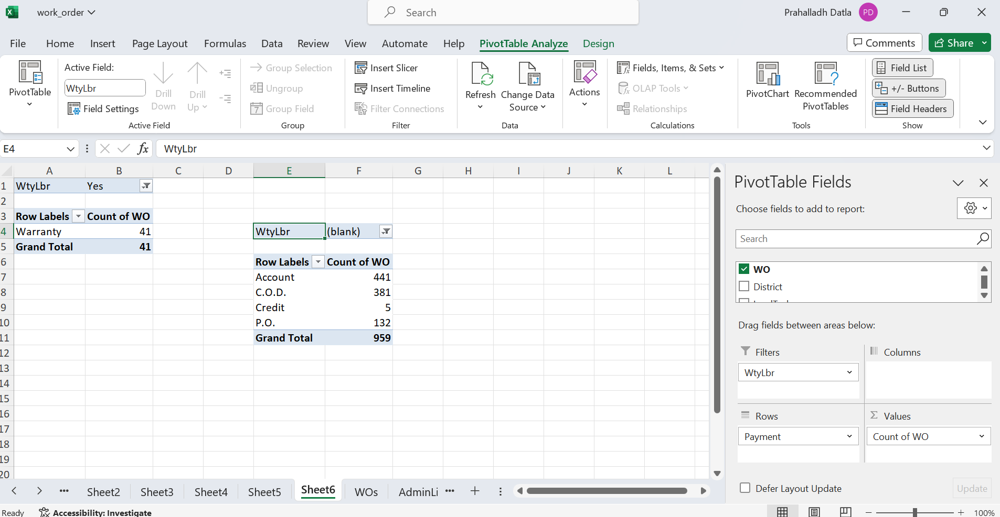 work_order
Search
Prahalladh Datla
PD
File Home Insert Page Layout Formulas Data Review View Automate Help PivotTable Analyze Design
Comments
Share
PivotTable
Active Field:
WtyLbr
Field Settings
Drill Down
Drill Up
Active Field
Group Selection
Ungroup
Group Field
Group
Insert Slicer
Insert Timeline
Filter Connections
Filter
Refresh
Change Data Source
Data
Actions
Fields, Items, & Sets
OLAP Tools
Relationships
Calculations
PivotChart
Recommended PivotTables
Tools
Field List
+/- Buttons
Field Headers
Show
E4
fx
WtyLbr
A B C D E F G H I J K L
1 WtyLbr Yes
2
3 Row Labels Count of WO
4 Warranty 41 WtyLbr (blank)
5 Grand Total 41
6 Row Labels Count of WO
7 Account 441
8 C.O.D. 381
9 Credit 5
10 P.O. 132
11 Grand Total 959
12
13
14
15
16
17
18
19
20
PivotTable Fields
Choose fields to add to report:
Search
WO
District
Drag fields between areas below:
Filters
WtyLbr
Columns
Rows
Payment
Values
Count of WO
Defer Layout Update
Update
Sheet2 Sheet3 Sheet4 Sheet5 Sheet6 WOs AdminLi
Ready
Accessibility: Investigate
100%